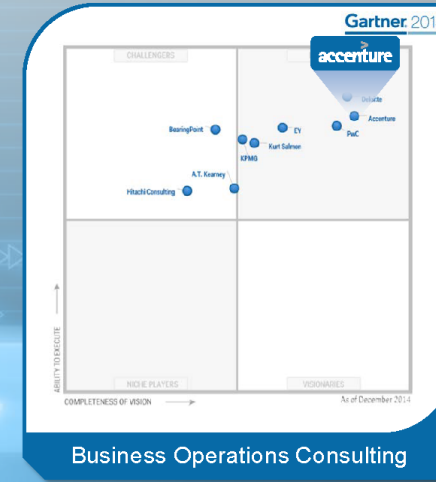 Gartner. 201
CHALLENGERS
>
accenture
Deloitte
Accenture
BearingPoint
EY
PwC
KPMG
Kurt Salmon
A.T. Kearney
Hitachi Consulting
ABILITY TO EXECUTE
NICHE PLAYERS
VISIONARIES
COMPLETENESS OF VISION
As of December 2014
Business Operations Consulting